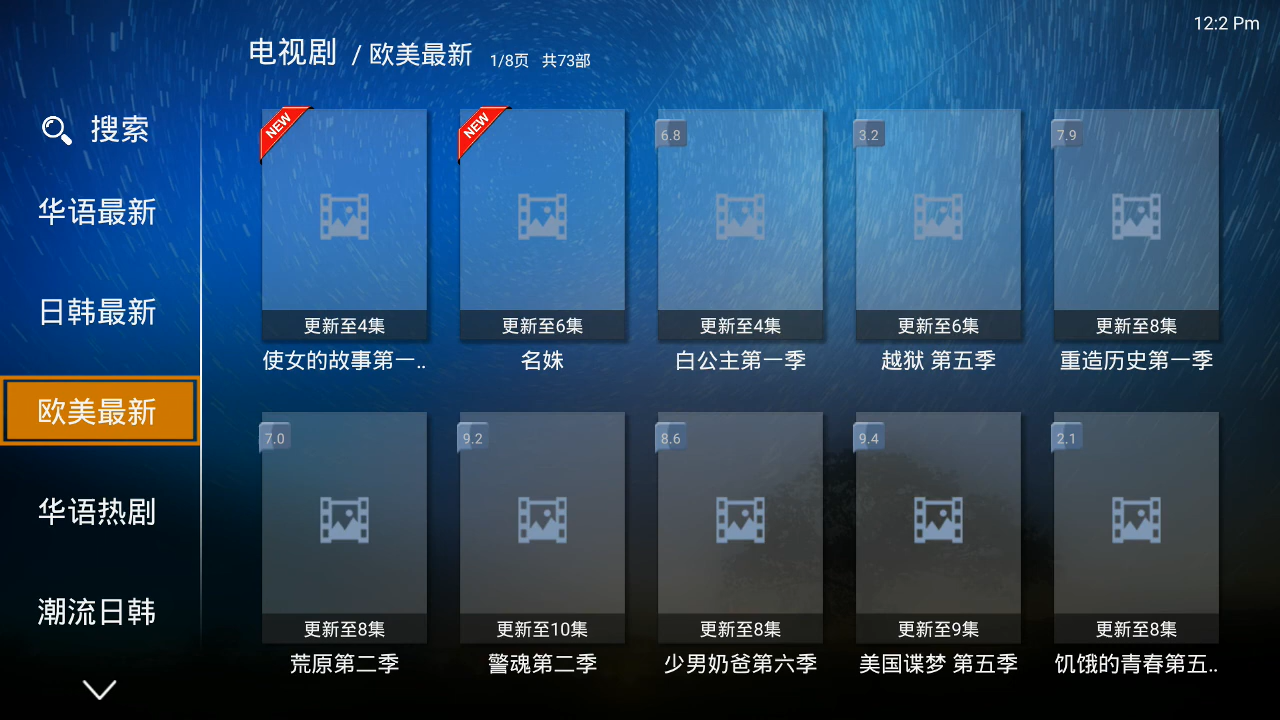 12:2 Pm
电视剧 / 欧美最新 1/8页 共73部
搜索
华语最新
日韩最新
欧美最新
华语热剧
潮流日韩
NEW
更新至4集
使女的故事第一..
NEW
更新至6集
名姝
6.8
更新至4集
白公主第一季
3.2
更新至6集
越狱 第五季
7.9
更新至8集
重造历史第一季
7.0
更新至8集
荒原第二季
9.2
更新至10集
警魂第二季
8.6
更新至8集
少男奶爸第六季
9.4
更新至9集
美国谍梦 第五季
2.1
更新至8集
饥饿的青春第五..